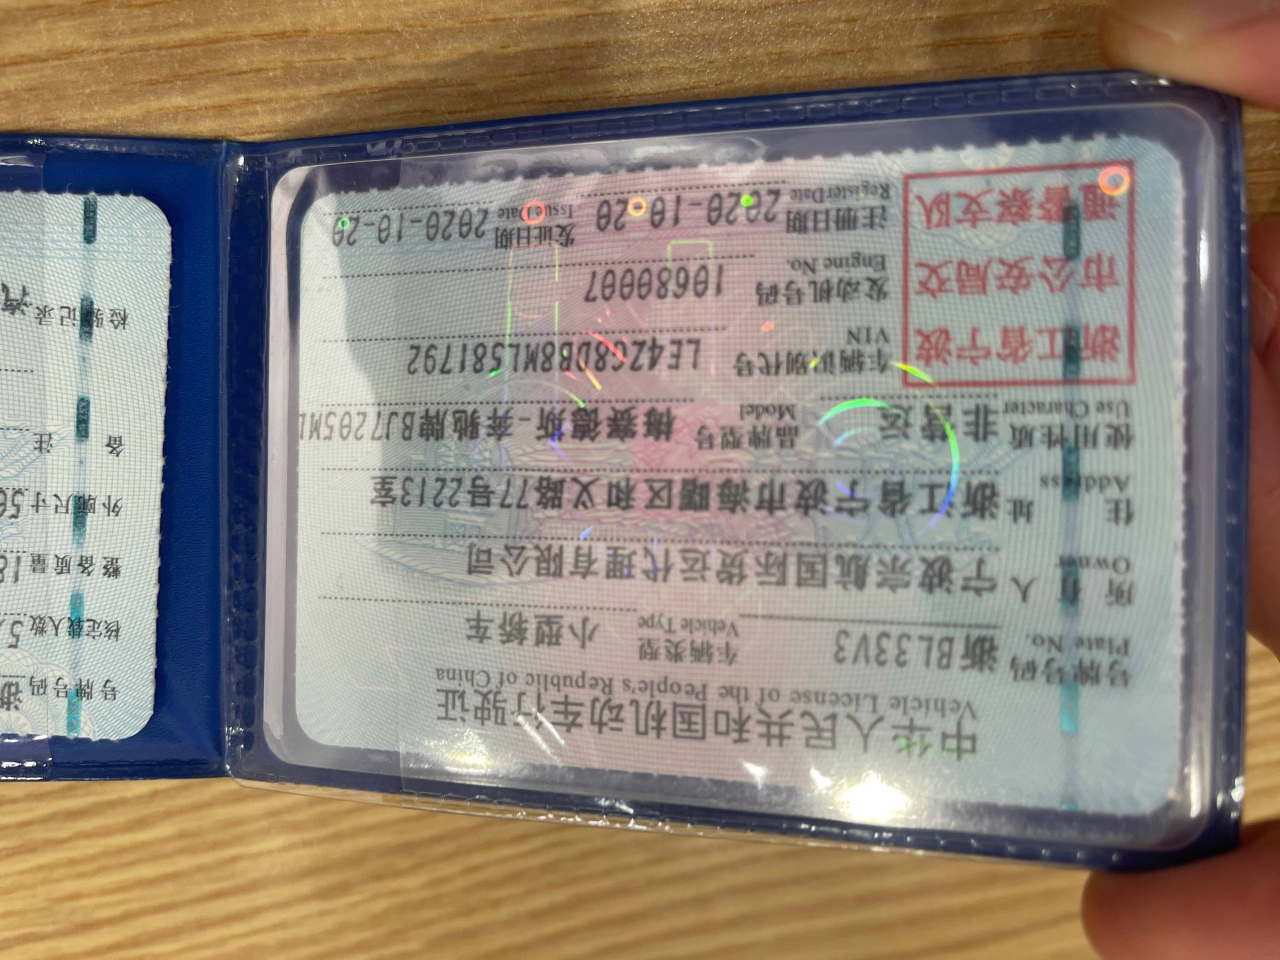 中华人民共和国机动车行驶证
Vehicle License of the People's Republic of China
号牌号码 浙BL33V3 车辆类型 小型轿车
Plate No. Vehicle Type
所有人 宁波宗航国际货运代理有限公司
Owner
住址 浙江省宁波市海曙区和义路77号2213室
Address
使用性质 非营运 品牌型号 梅赛德斯-奔驰牌BJ7205ML
Use Character Model
浙江省宁波
市公安局交
通警察支队
车辆识别代号 LE4ZG8DB8ML581792
VIN
发动机号码 10680007
Engine No.
注册日期 2020-10-20 发证日期 2020-10-20
Register Date Issue Date
号牌号码 浙
核定载人数 5
整备质量 18
外廓尺寸 50
备注
检验记录 汽